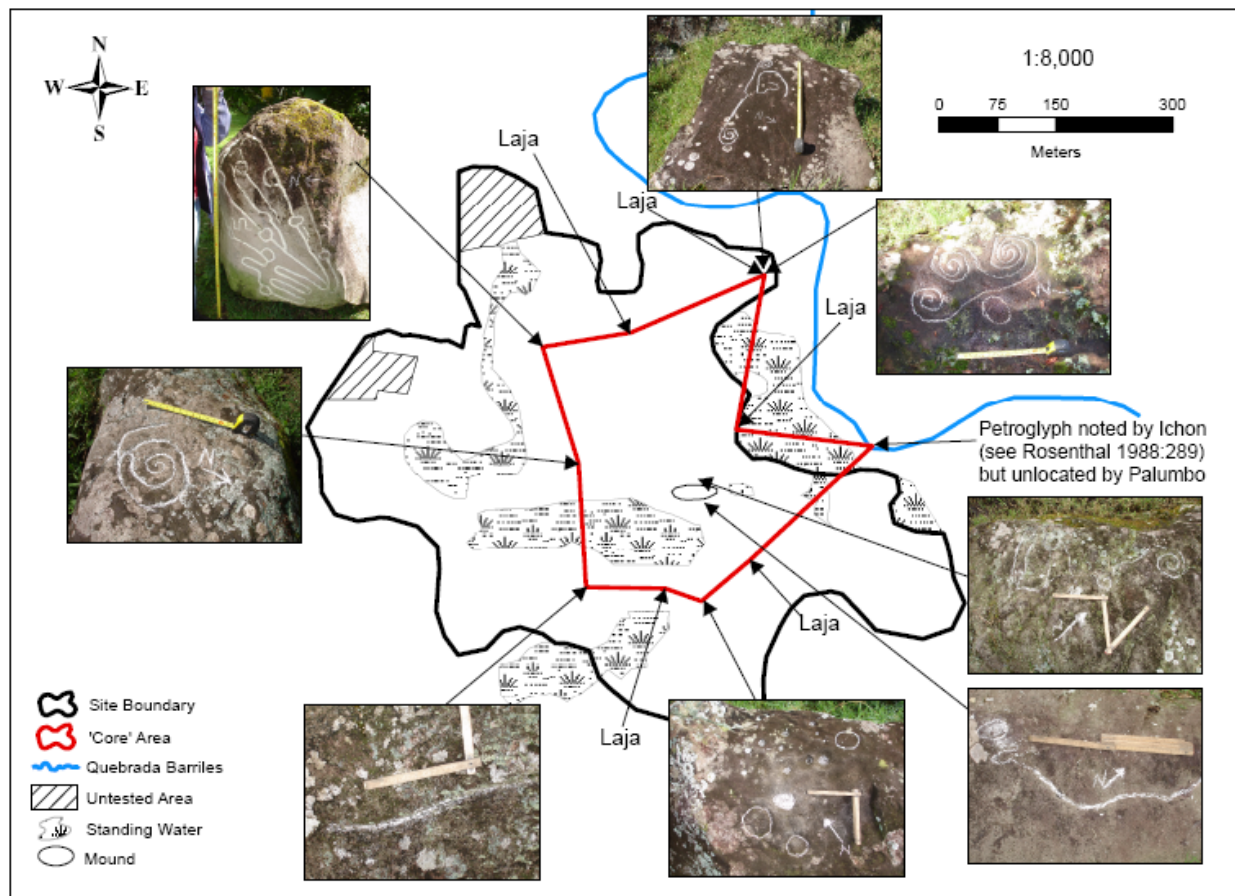 N
W E
S
1:8,000
0 75 150 300
Meters
Laja
Laja
Laja
Petroglyph noted by Ichon
(see Rosenthal 1988:289)
but unlocated by Palumbo
Laja
Laja
Site Boundary
'Core' Area
Quebrada Barriles
Untested Area
Standing Water
Mound
N
N
N
N
N
N